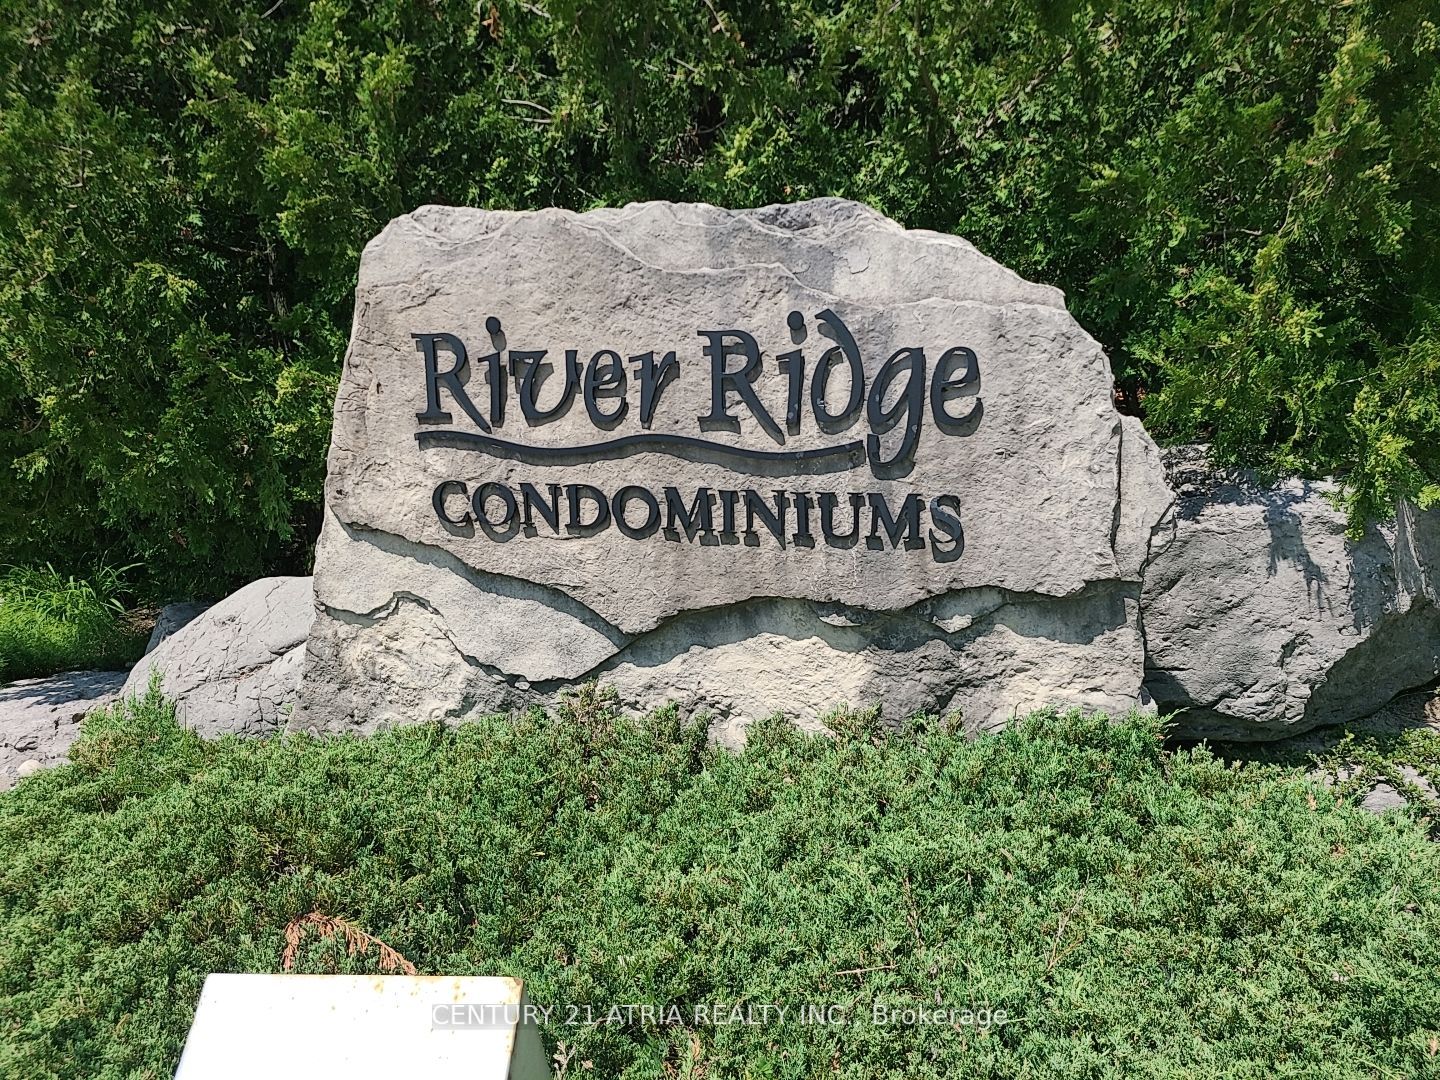 River Ridge
CONDOMINIUMS
CENTURY 21 ATRIA REALTY INC., Brokerage